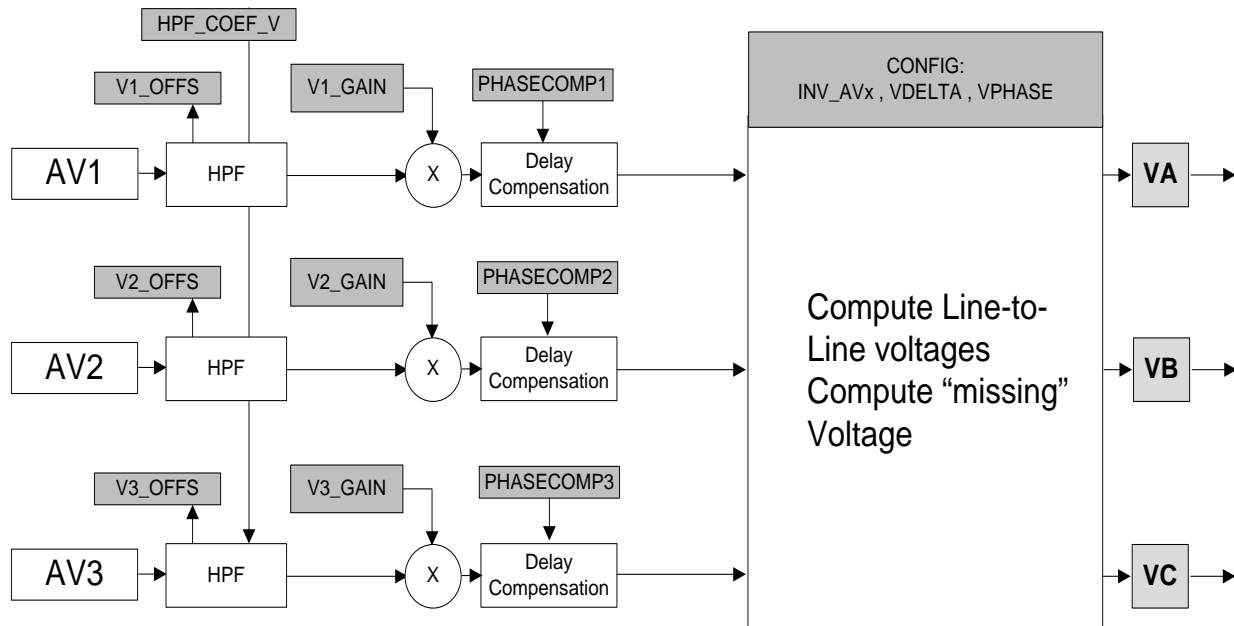 HPF_COEF_V
V1_OFFS
V1_GAIN
PHASECOMP1
CONFIG:
INV_AVx , VDELTA , VPHASE
AV1
HPF
X
Delay
Compensation
VA
V2_OFFS
V2_GAIN
PHASECOMP2
AV2
HPF
X
Delay
Compensation
Compute Line-to-
Line voltages
Compute “missing”
Voltage
VB
V3_OFFS
V3_GAIN
PHASECOMP3
AV3
HPF
X
Delay
Compensation
VC